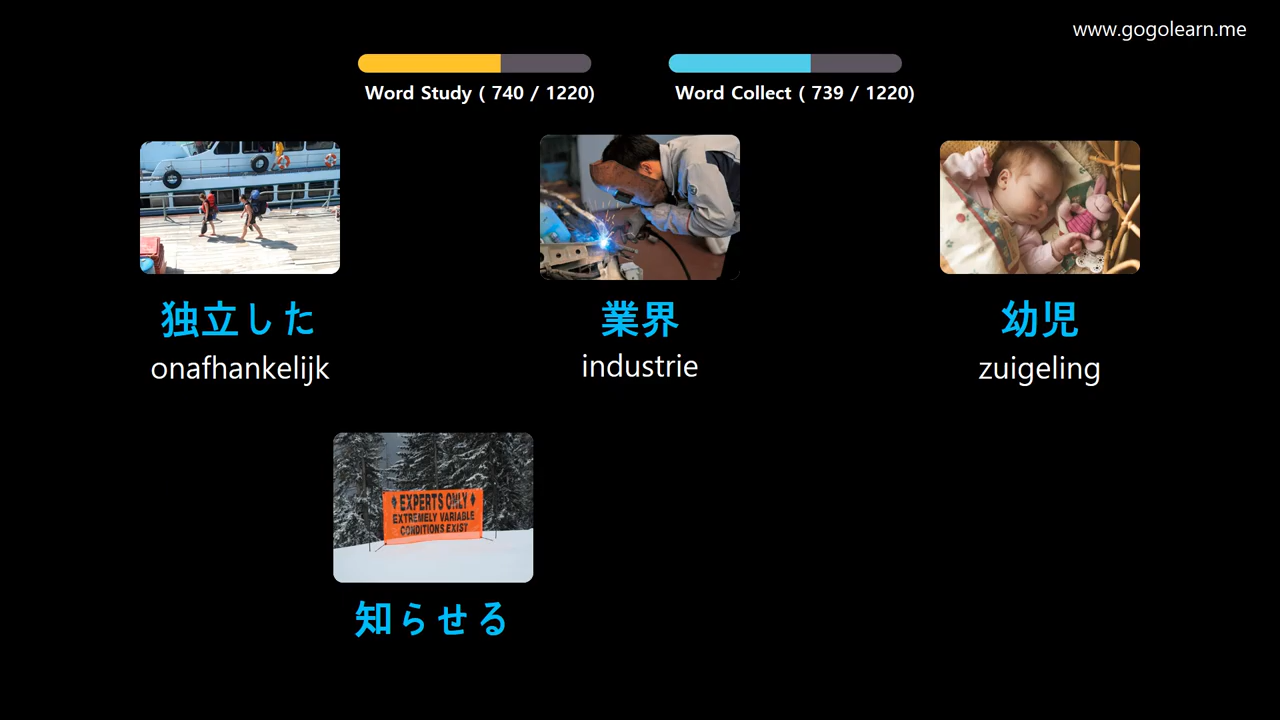 www.gogolearn.me
Word Study ( 740 / 1220)
Word Collect ( 739 / 1220)
独立した
onafhankelijk
業界
industrie
幼児
zuigeling
EXPERTS ONLY
EXTREMELY VARIABLE
CONDITIONS EXIST
知らせる